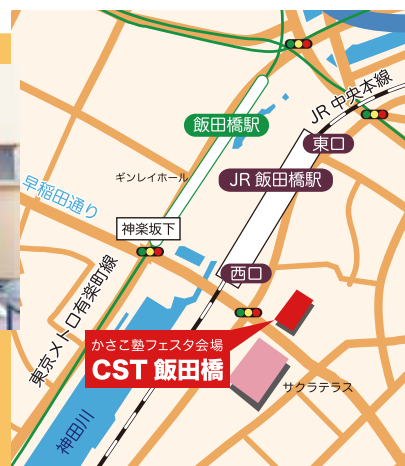 JR 中央本線
飯田橋駅
東口
ギンレイホール
JR 飯田橋駅
早稲田通り
神楽坂下
西口
東京メトロ有楽町線
かさこ塾フェスタ会場
CST 飯田橋
サクラテラス
神田川